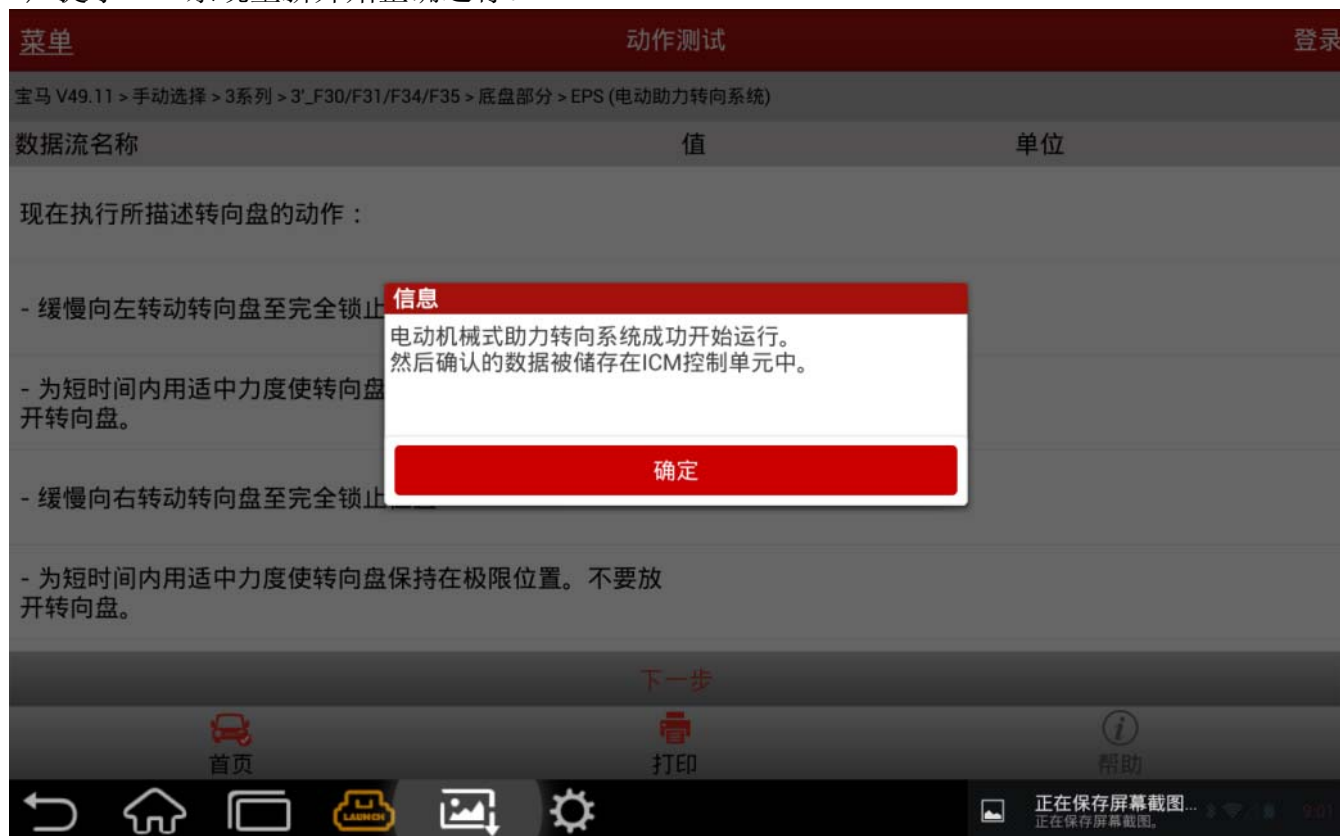 菜单
动作测试
登录
宝马 V49.11 > 手动选择 > 3系列 > 3'_F30/F31/F34/F35 > 底盘部分 > EPS (电动助力转向系统)
数据流名称
值
单位
现在执行所描述转向盘的动作：
- 缓慢向左转动转向盘至完全锁止
- 为短时间内用适中力度使转向盘
开转向盘。
- 缓慢向右转动转向盘至完全锁止
- 为短时间内用适中力度使转向盘保持在极限位置。不要放
开转向盘。
信息
电动机械式助力转向系统成功开始运行。
然后确认的数据被储存在ICM控制单元中。
确定
下一步
首页
打印
帮助
LAUNCH
正在保存屏幕截图...
正在保存屏幕截图。
9:01